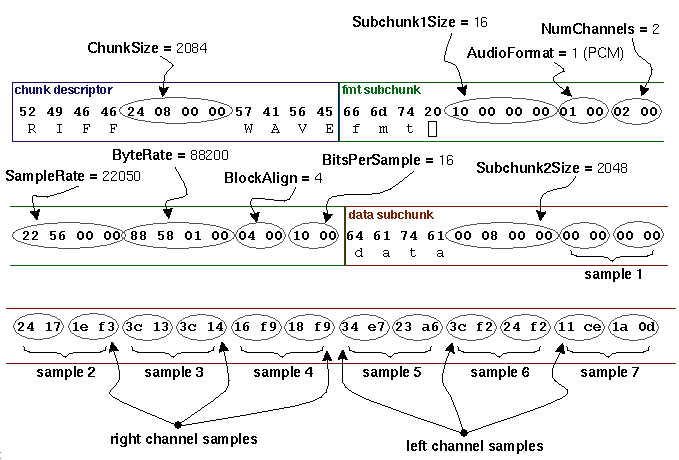 Subchunk1Size = 16
NumChannels = 2
ChunkSize = 2084
AudioFormat = 1 (PCM)
chunk descriptor fmt subchunk
52 49 46 46 24 08 00 00 57 41 56 45 66 6d 74 20 10 00 00 00 01 00 02 00
R I F F W A V E f m t
ByteRate = 88200
BitsPerSample = 16
SampleRate = 22050 BlockAlign = 4 Subchunk2Size = 2048
data subchunk
22 56 00 00 88 58 01 00 04 00 10 00 64 61 74 61 00 08 00 00 00 00 00 00
d a t a
sample 1
24 17 1e f3 3c 13 3c 14 16 f9 18 f9 34 e7 23 a6 3c f2 24 f2 11 ce 1a 0d
sample 2 sample 3 sample 4 sample 5 sample 6 sample 7
right channel samples left channel samples